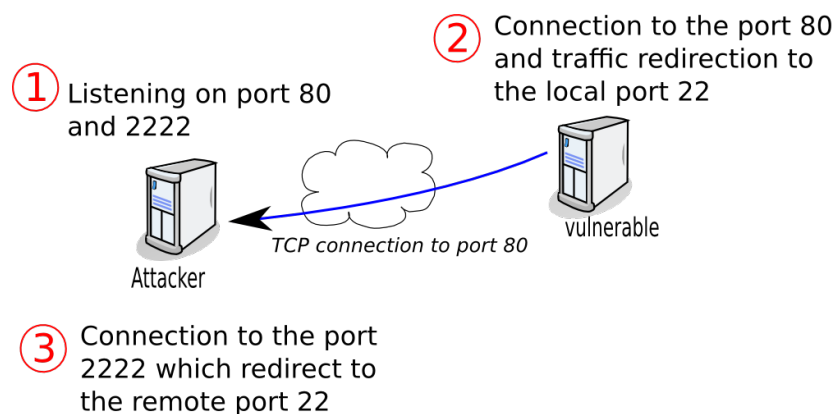 1
Listening on port 80
and 2222
2
Connection to the port 80
and traffic redirection to
the local port 22
TCP connection to port 80
Attacker
vulnerable
3
Connection to the port
2222 which redirect to
the remote port 22